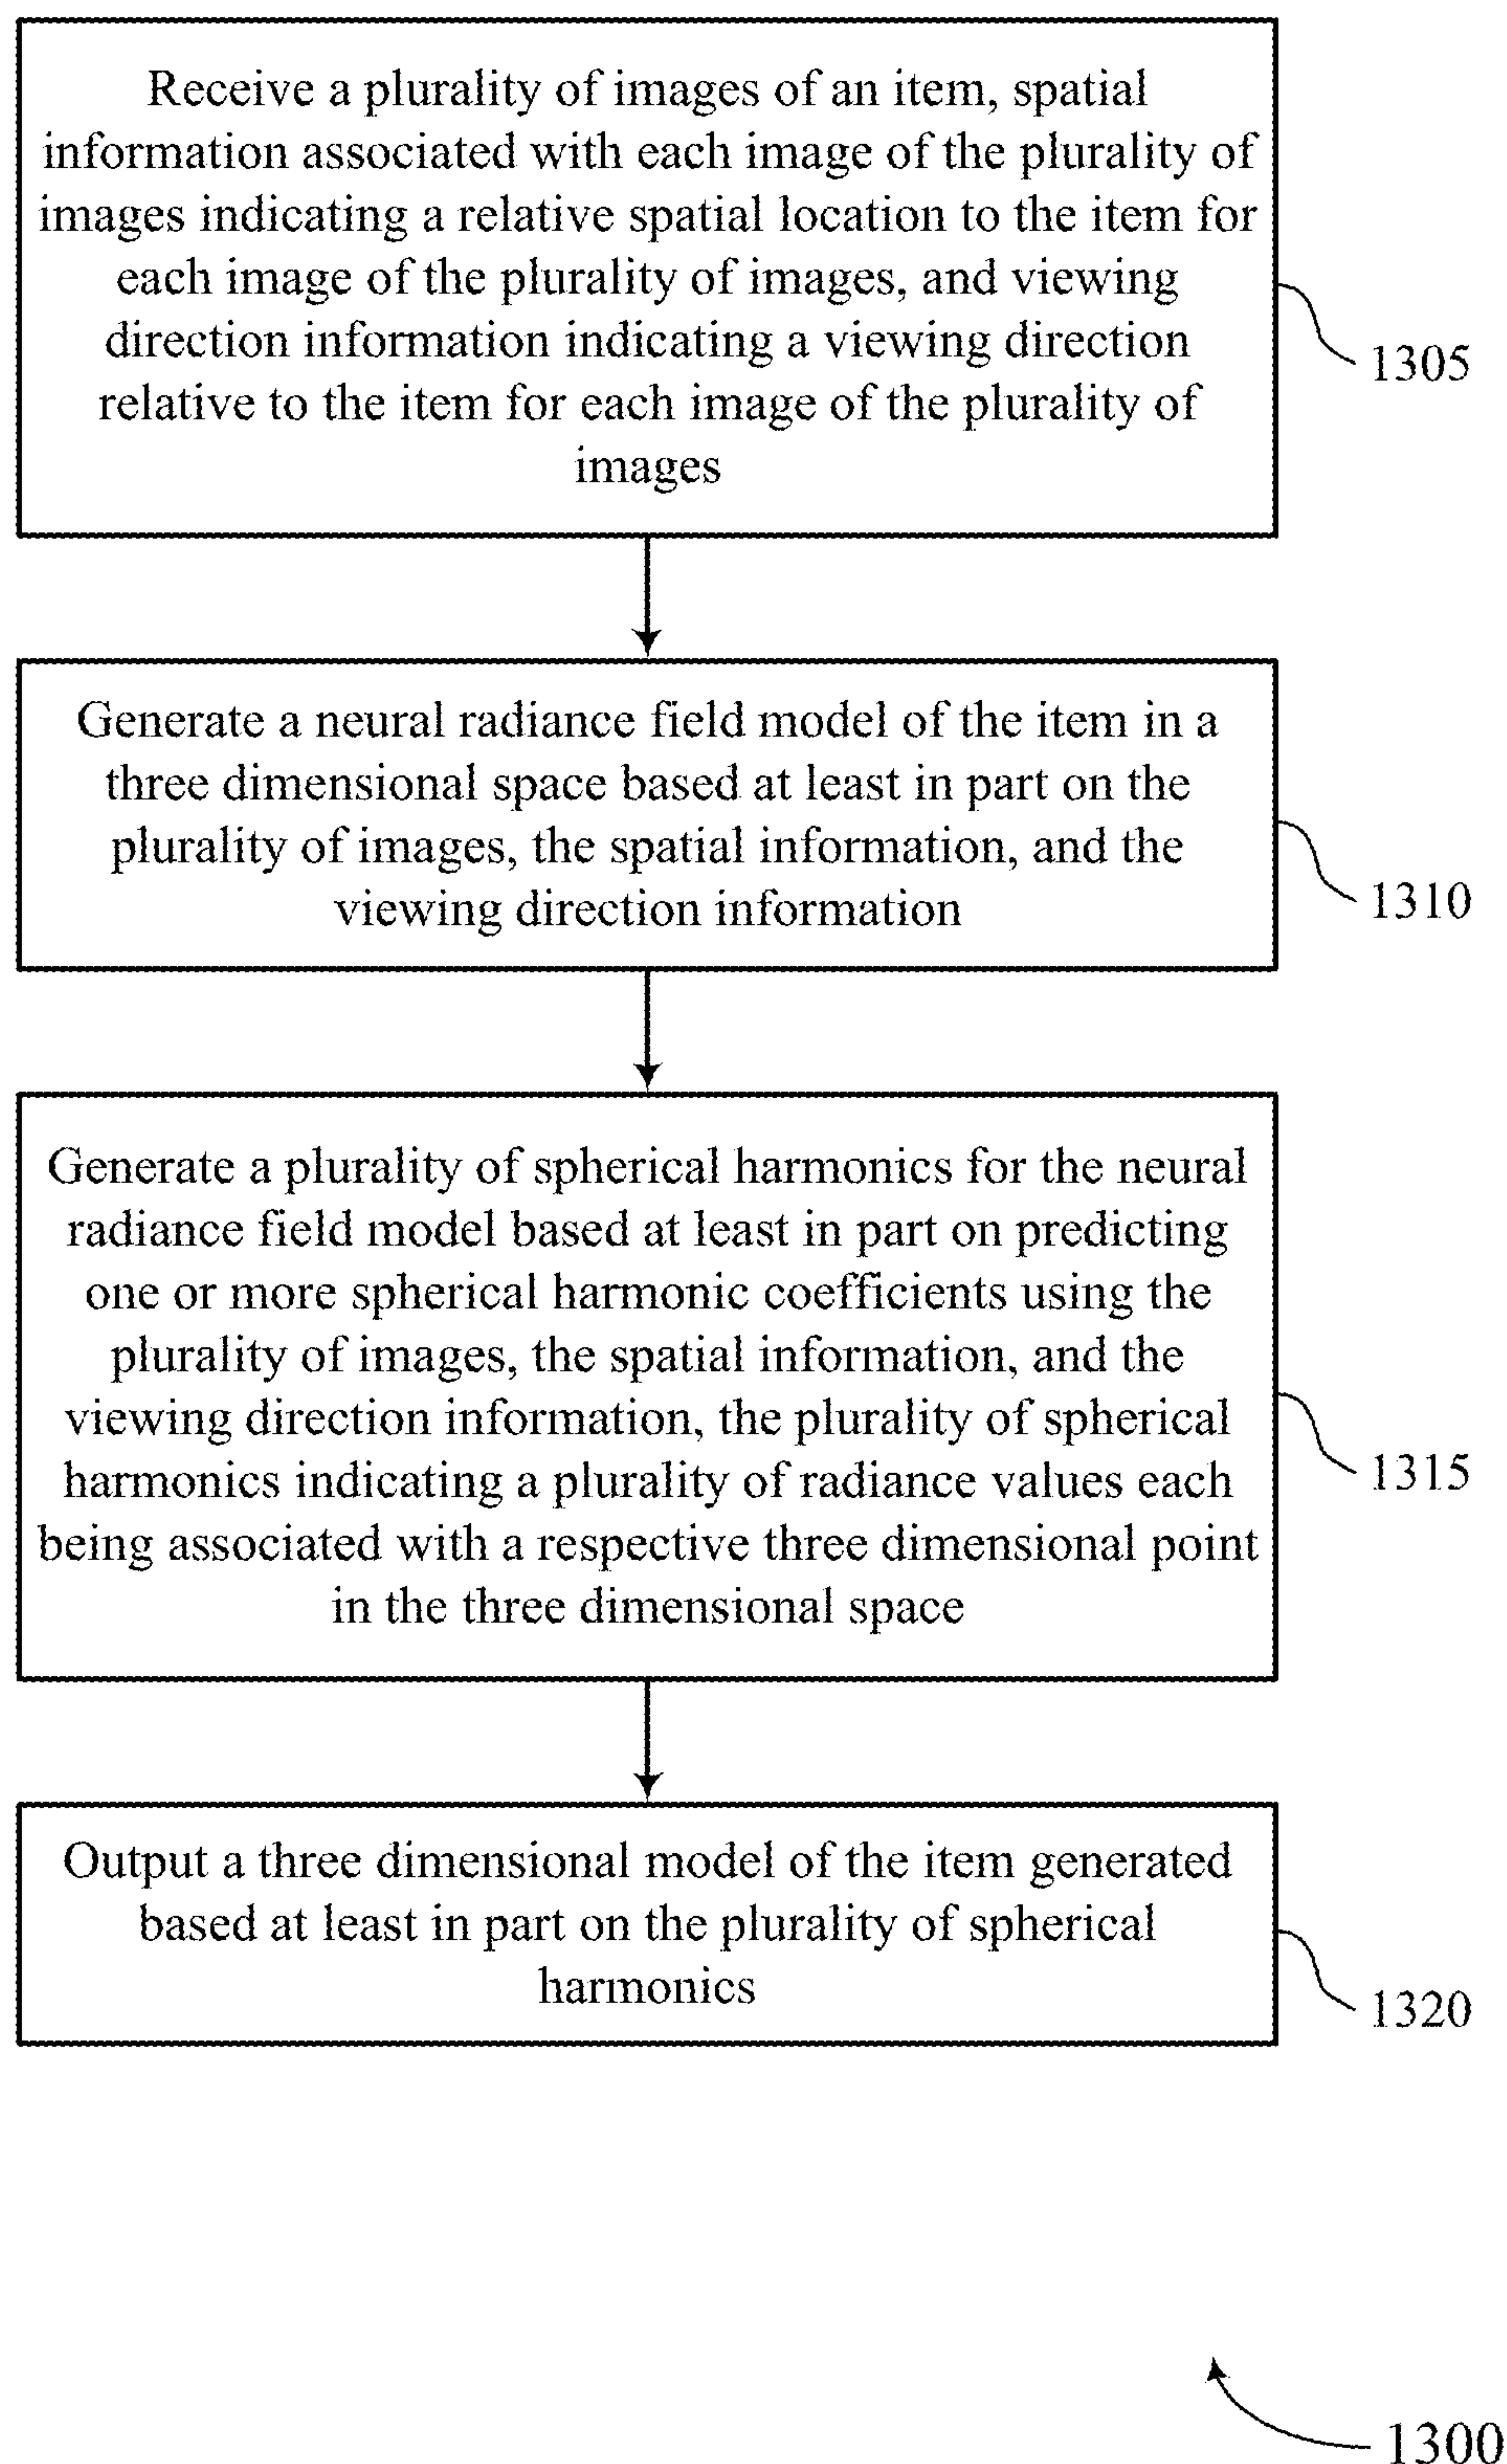 Receive a plurality of images of an item, spatial
information associated with each image of the plurality of
images indicating a relative spatial location to the item for
each image of the plurality of images, and viewing
direction information indicating a viewing direction
relative to the item for each image of the plurality of
images
1305
Generate a neural radiance field model of the item in a
three dimensional space based at least in part on the
plurality of images, the spatial information, and the
viewing direction information
1310
Generate a plurality of spherical harmonics for the neural
radiance field model based at least in part on predicting
one or more spherical harmonic coefficients using the
plurality of images, the spatial information, and the
viewing direction information, the plurality of spherical
harmonics indicating a plurality of radiance values each
being associated with a respective three dimensional point
in the three dimensional space
1315
Output a three dimensional model of the item generated
based at least in part on the plurality of spherical
harmonics
1320
1300